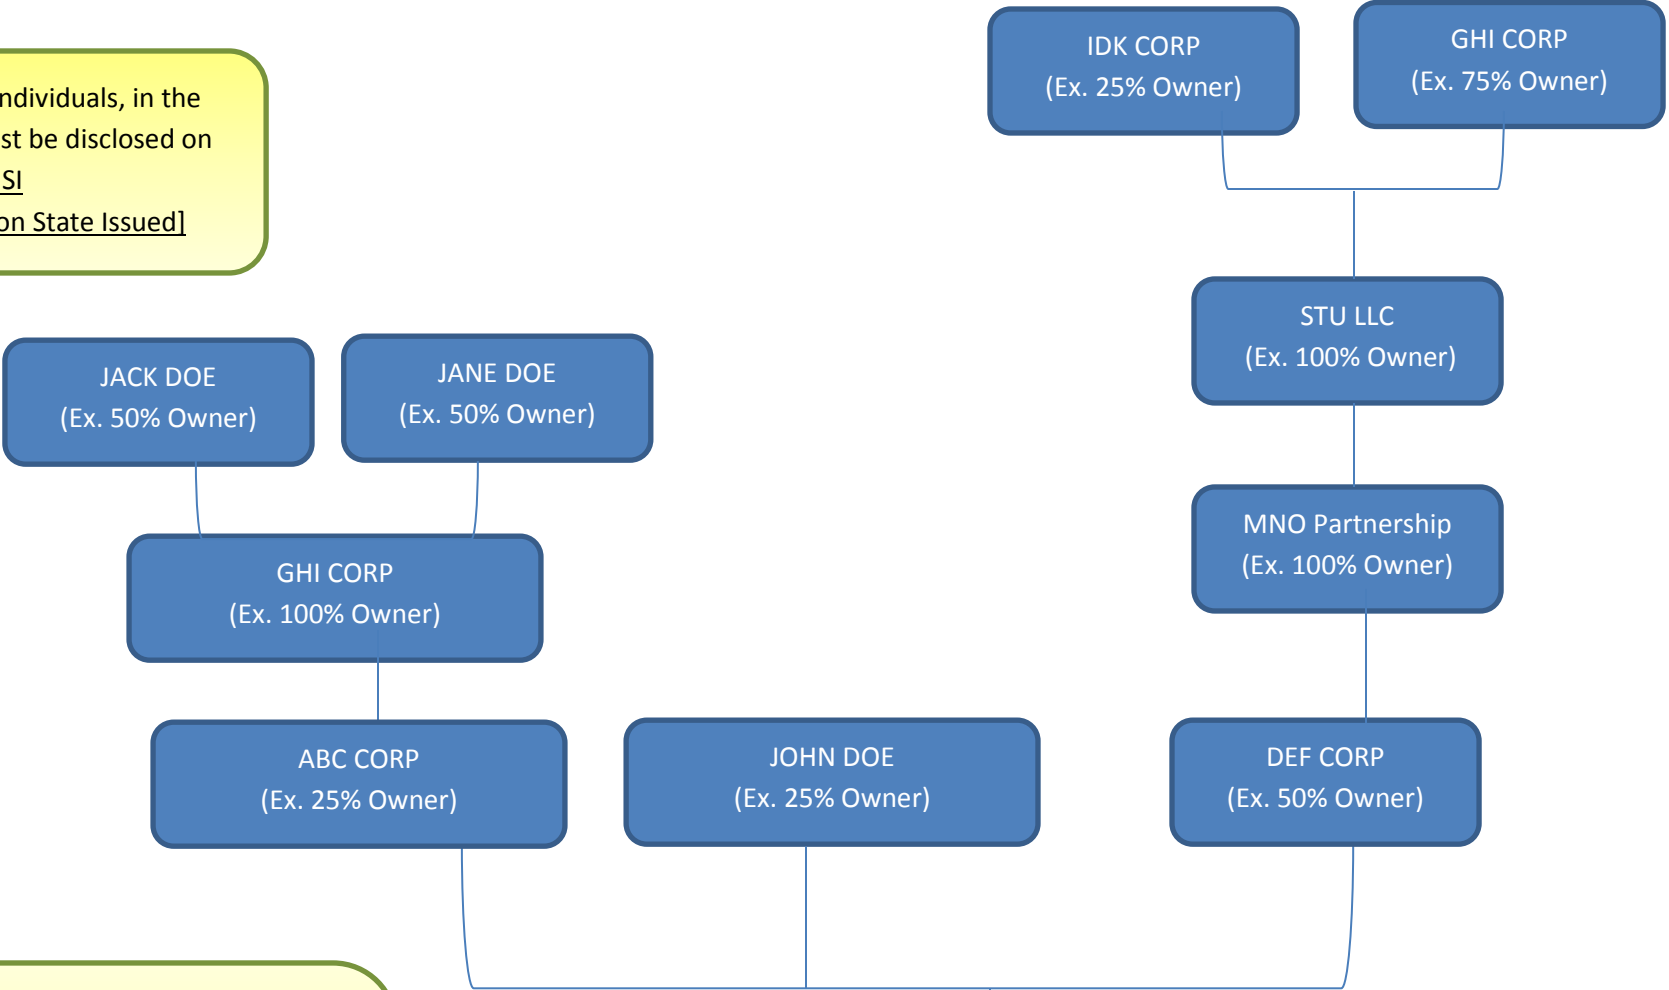 IDK CORP
(Ex. 25% Owner)
GHI CORP
(Ex. 75% Owner)
ndividuals, in the
st be disclosed on
SI
on State Issued]
STU LLC
(Ex. 100% Owner)
JACK DOE
(Ex. 50% Owner)
JANE DOE
(Ex. 50% Owner)
MNO Partnership
(Ex. 100% Owner)
GHI CORP
(Ex. 100% Owner)
ABC CORP
(Ex. 25% Owner)
JOHN DOE
(Ex. 25% Owner)
DEF CORP
(Ex. 50% Owner)